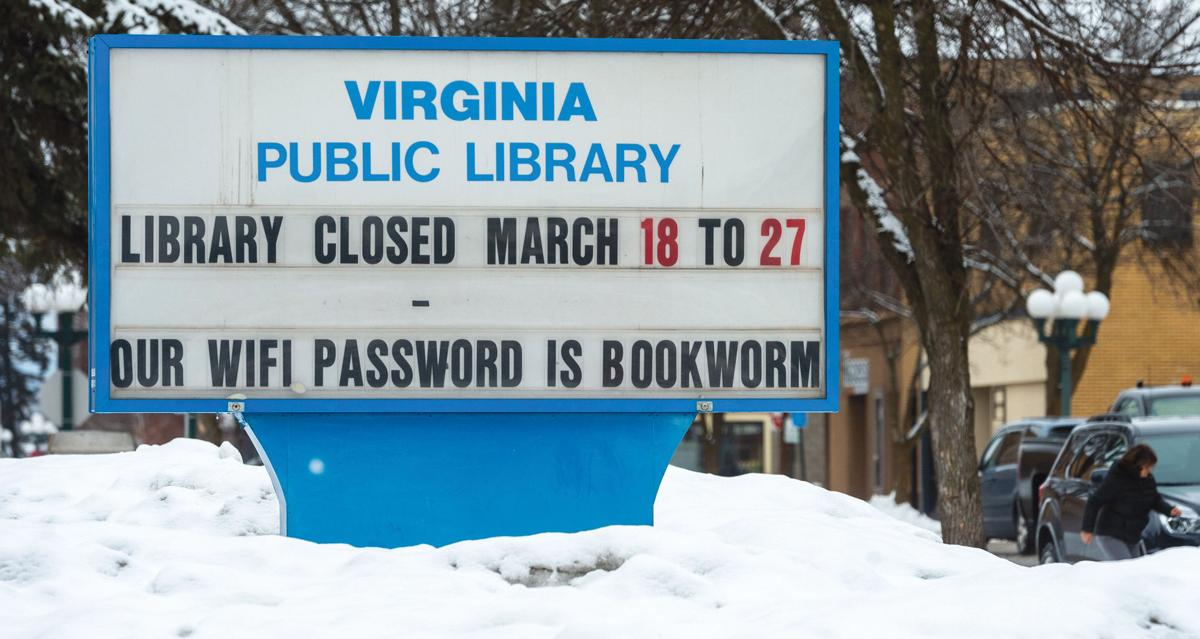 VIRGINIA
PUBLIC LIBRARY
LIBRARY CLOSED MARCH 18 TO 27
-
OUR WIFI PASSWORD IS BOOKWORM